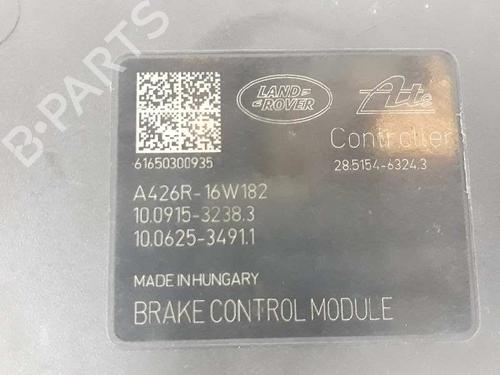 B-PARTS
LAND
ROVER
Ate
Controller
61650300935
28.5154-6324.3
A426R-16W182
10.0915-3238.3
10.0625-3491.1
MADE IN HUNGARY
BRAKE CONTROL MODULE